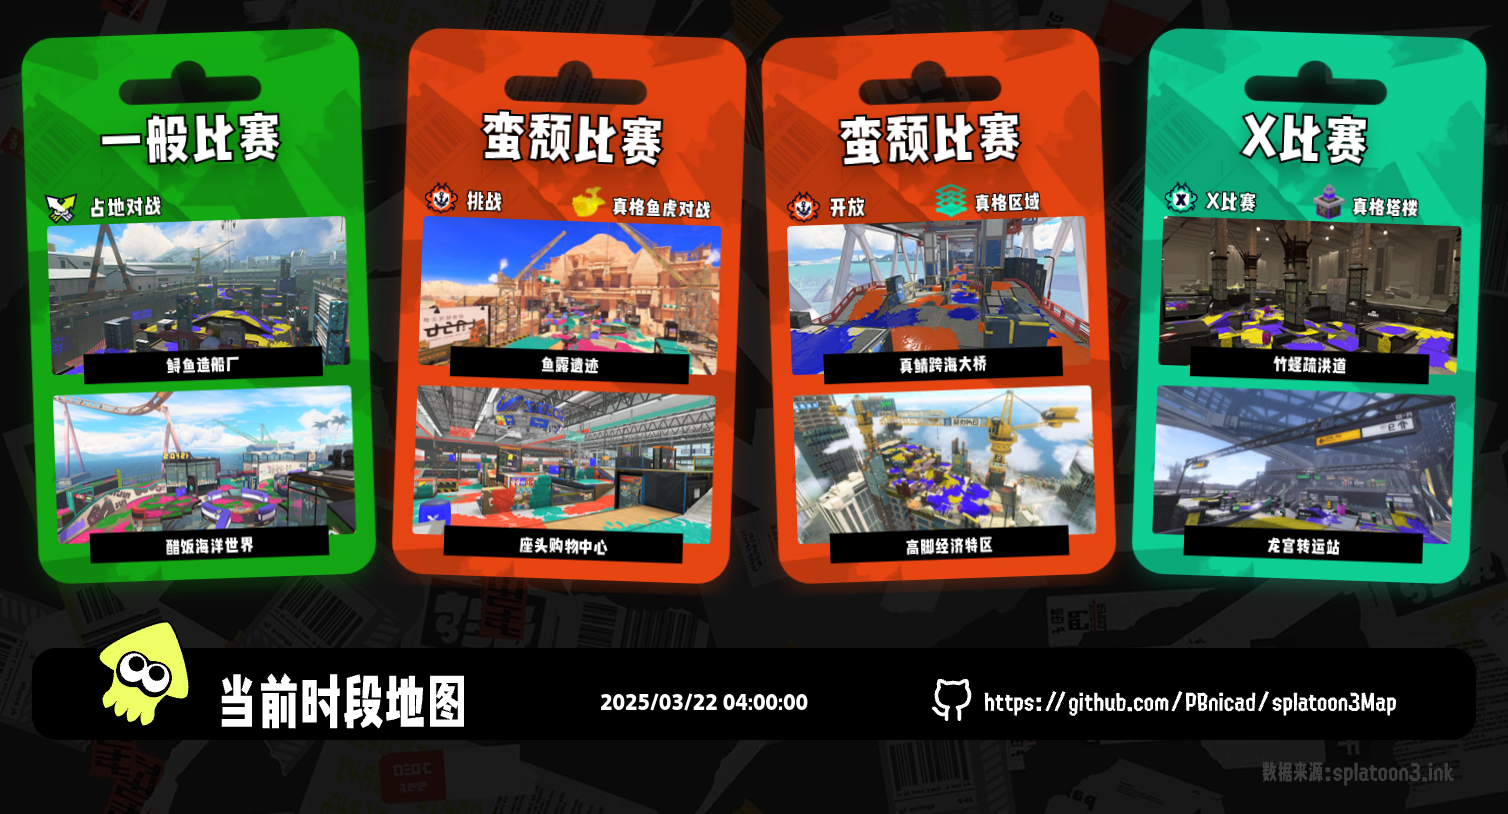 一般比赛
占地对战
鲟鱼造船厂
醋饭海洋世界
蛮颓比赛
挑战
真格鱼虎对战
鱼露遗迹
座头购物中心
蛮颓比赛
开放
真格区域
真鲷跨海大桥
高脚经济特区
X比赛
X比赛
真格塔楼
竹蛏疏洪道
龙宫转运站
当前时段地图
2025/03/22 04:00:00
https://github.com/PBnicad/splatoon3Map
数据来源:splatoon3.ink